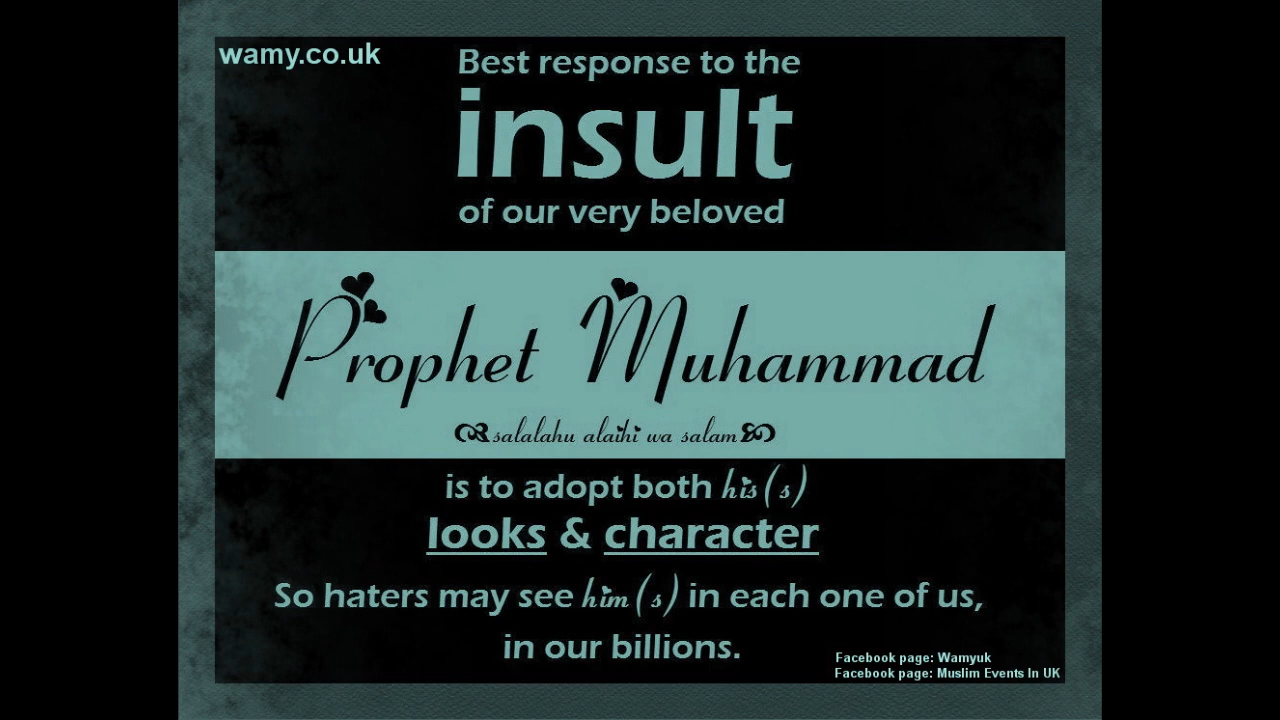 wamy.co.uk
Best response to the
insult
of our very beloved
Prophet Muhammad
salalahu alaihi wa salam
is to adopt both his(s)
looks & character
So haters may see him(s) in each one of us,
in our billions.
Facebook page: Wamyuk
Facebook page: Muslim Events In UK